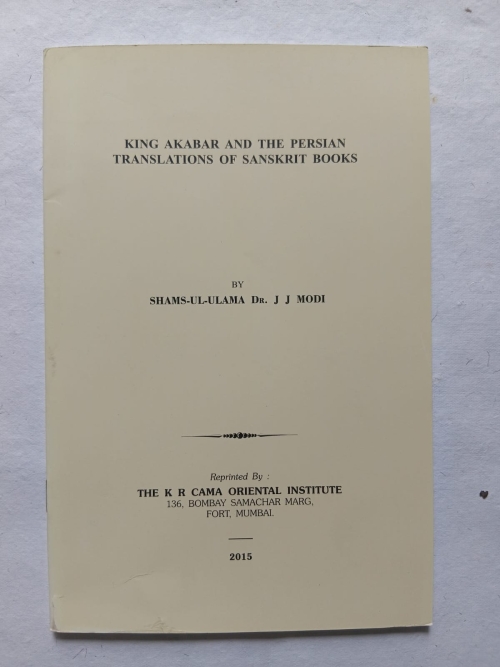 KING AKABAR AND THE PERSIAN
TRANSLATIONS OF SANSKRIT BOOKS
BY
SHAMS-UL-ULAMA DR. J J MODI
Reprinted By :
THE K R CAMA ORIENTAL INSTITUTE
136, BOMBAY SAMACHAR MARG,
FORT, MUMBAI.
2015